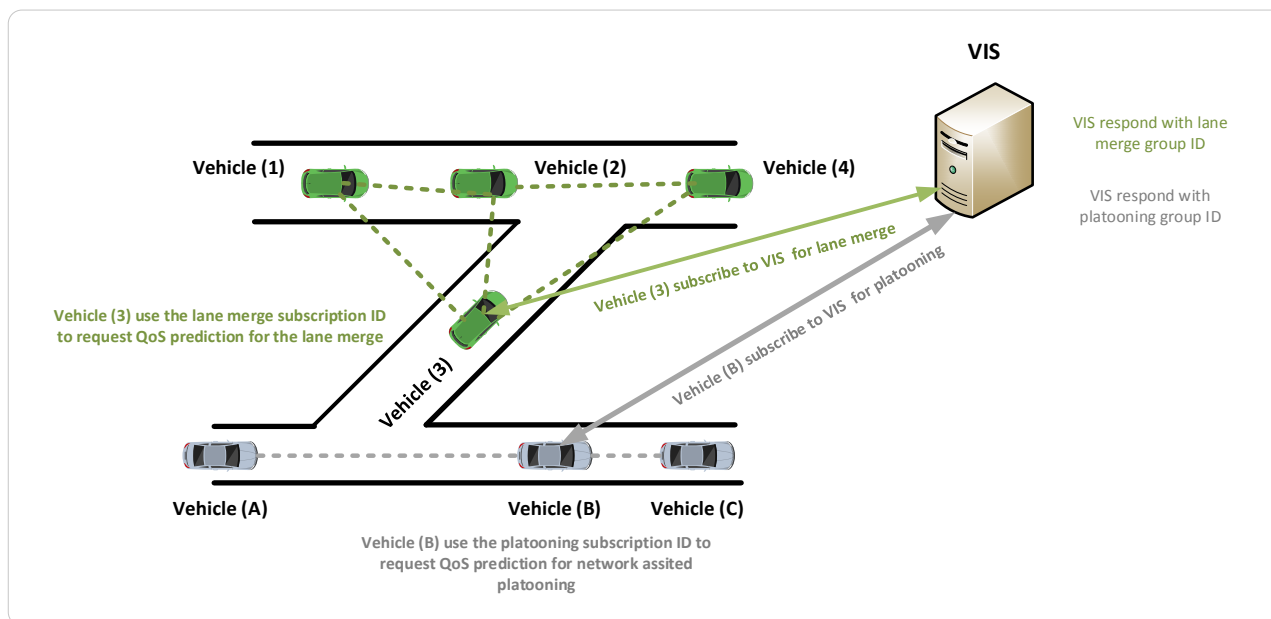 VIS
VIS respond with lane
merge group ID
VIS respond with
platooning group ID
Vehicle (1)
Vehicle (2)
Vehicle (4)
Vehicle (3) subscribe to VIS  for lane merge
Vehicle (B) subscribe to VIS  for platooning
Vehicle (3) use the lane merge subscription ID
to request QoS prediction for the lane merge
Vehicle (3)
Vehicle (A)
Vehicle (B)
Vehicle (C)
Vehicle (B) use the platooning subscription ID to
request QoS prediction for network assited
platooning